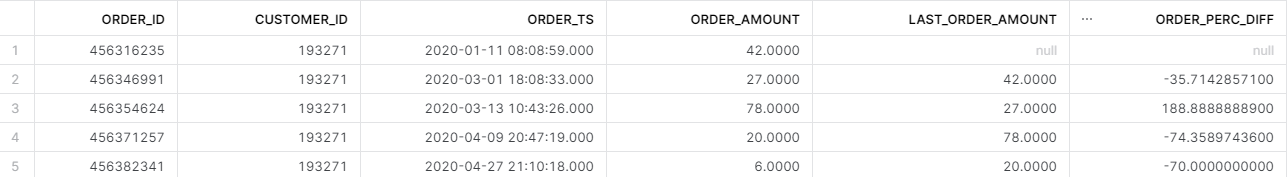 ORDER_ID CUSTOMER_ID ORDER_TS ORDER_AMOUNT LAST_ORDER_AMOUNT ... ORDER_PERC_DIFF
1 456316235 193271 2020-01-11 08:08:59.000 42.0000 null null
2 456346991 193271 2020-03-01 18:08:33.000 27.0000 42.0000 -35.7142857100
3 456354624 193271 2020-03-13 10:43:26.000 78.0000 27.0000 188.8888888900
4 456371257 193271 2020-04-09 20:47:19.000 20.0000 78.0000 -74.3589743600
5 456382341 193271 2020-04-27 21:10:18.000 6.0000 20.0000 -70.0000000000